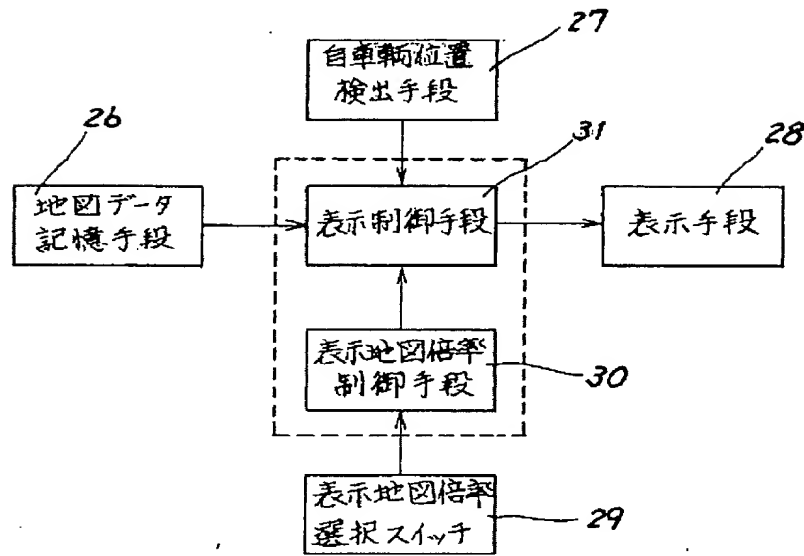 27
自車輌位置
検出手段
26
31
28
地図データ
記憶手段
表示制御手段
表示手段
表示地図倍率
制御手段
30
表示地図倍率
選択スイッチ
29